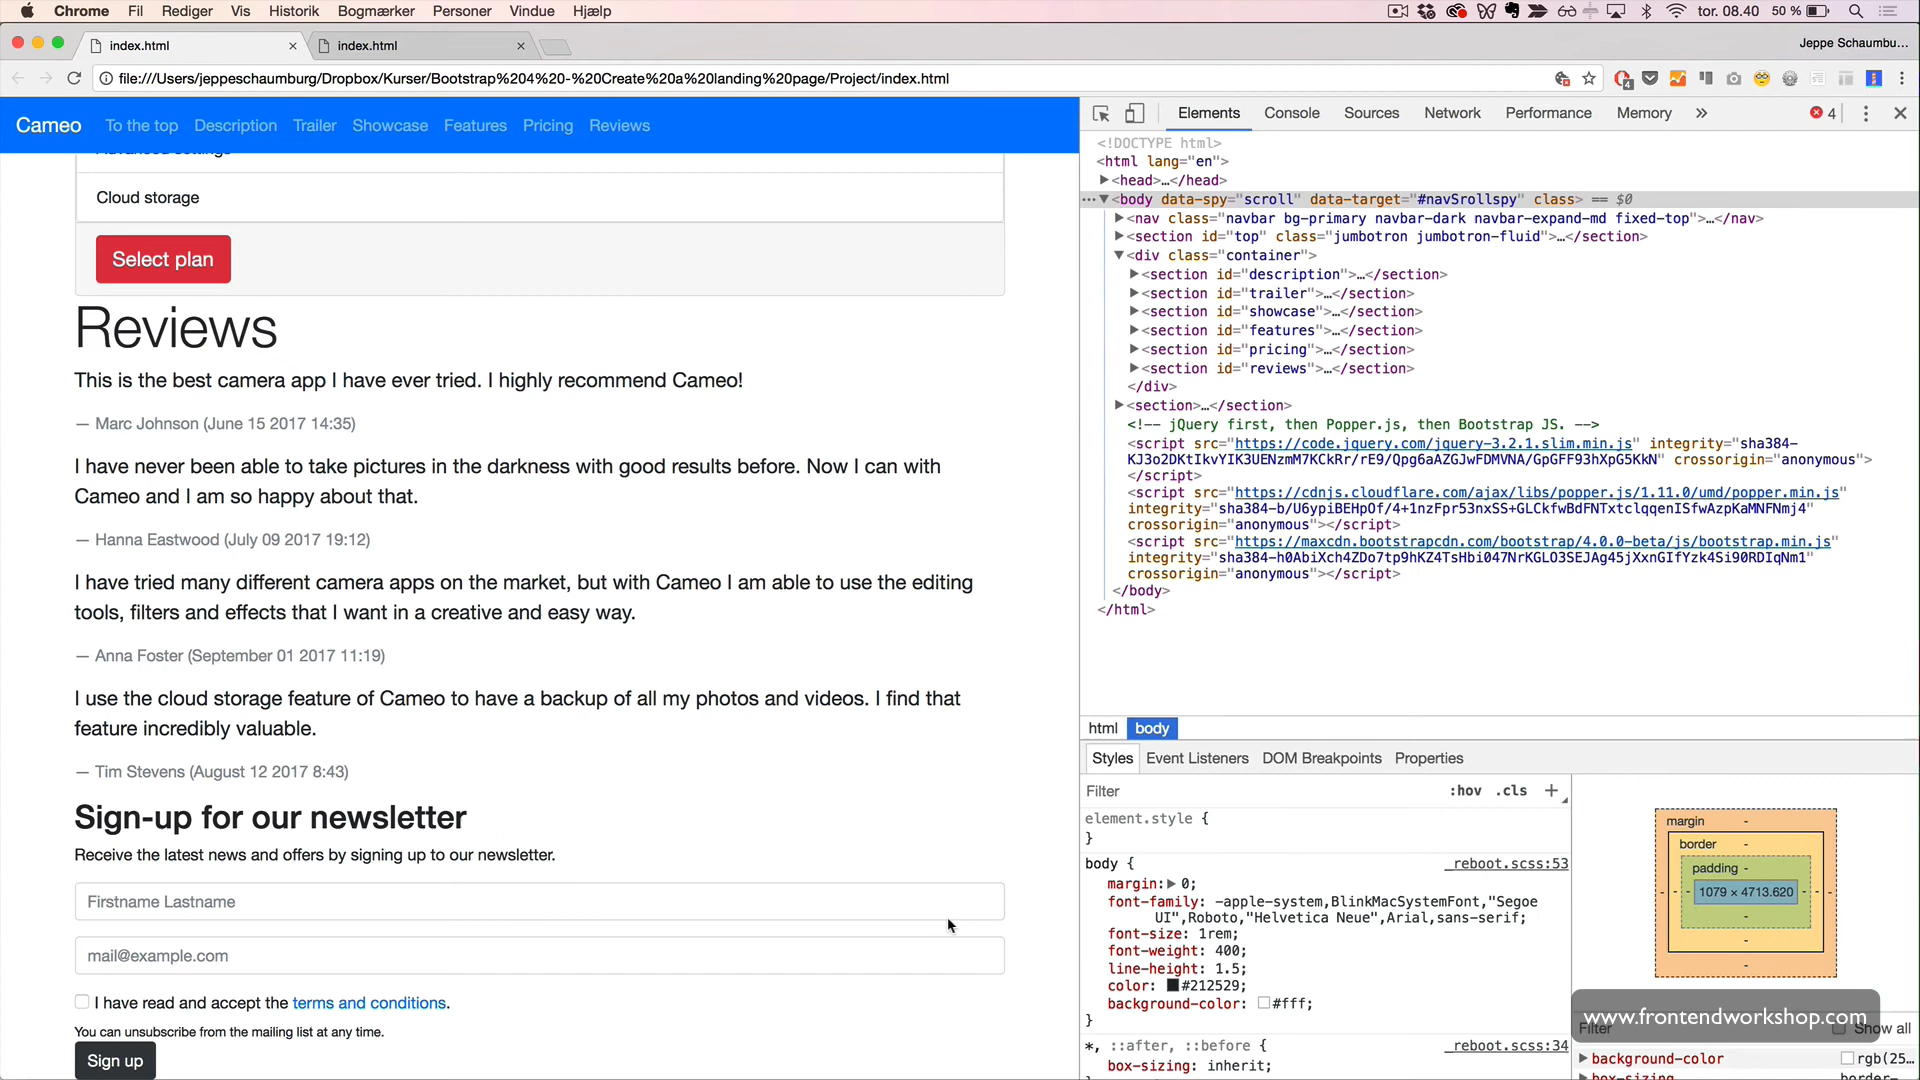 Chrome Fil Rediger Vis Historik Bogmærker Personer Vindue Hjælp tor. 08.40 50 %
index.html index.html Jeppe Schaumbu...
file:///Users/jeppeschaumburg/Dropbox/Kurser/Bootstrap%204%20-%20Create%20a%20landing%20page/Project/index.html
Cameo To the top Description Trailer Showcase Features Pricing Reviews
Cloud storage
Select plan
Reviews
This is the best camera app I have ever tried. I highly recommend Cameo!
— Marc Johnson (June 15 2017 14:35)
I have never been able to take pictures in the darkness with good results before. Now I can with
Cameo and I am so happy about that.
— Hanna Eastwood (July 09 2017 19:12)
I have tried many different camera apps on the market, but with Cameo I am able to use the editing
tools, filters and effects that I want in a creative and easy way.
— Anna Foster (September 01 2017 11:19)
I use the cloud storage feature of Cameo to have a backup of all my photos and videos. I find that
feature incredibly valuable.
— Tim Stevens (August 12 2017 8:43)
Sign-up for our newsletter
Receive the latest news and offers by signing up to our newsletter.
Firstname Lastname
mail@example.com
I have read and accept the terms and conditions.
You can unsubscribe from the mailing list at any time.
Sign up
Elements Console Sources Network Performance Memory » 4
<!DOCTYPE html>
<html lang="en">
<head>…</head>
<body data-spy="scroll" data-target="#navSrollspy" class> == $0
<nav class="navbar bg-primary navbar-dark navbar-expand-md fixed-top">…</nav>
<section id="top" class="jumbotron jumbotron-fluid">…</section>
<div class="container">
<section id="description">…</section>
<section id="trailer">…</section>
<section id="showcase">…</section>
<section id="features">…</section>
<section id="pricing">…</section>
<section id="reviews">…</section>
</div>
<section>…</section>
<!-- jQuery first, then Popper.js, then Bootstrap JS. -->
<script src="https://code.jquery.com/jquery-3.2.1.slim.min.js" integrity="sha384-
KJ3o2DKtIkvYIK3UENzmM7KCkRr/rE9/Qpg6aAZGJwFDMVNA/GpGFF93hXpG5KkN" crossorigin="anonymous">
</script>
<script src="https://cdnjs.cloudflare.com/ajax/libs/popper.js/1.11.0/umd/popper.min.js"
integrity="sha384-b/U6ypiBEHpOf/4+1nzFpr53nxSS+GLCkfwBdFNTxtclqqenISfwAzpKaMNFNmj4"
crossorigin="anonymous"></script>
<script src="https://maxcdn.bootstrapcdn.com/bootstrap/4.0.0-beta/js/bootstrap.min.js"
integrity="sha384-h0AbiXch4ZDo7tp9hKZ4TsHbi047NrKGLO3SEJAg45jXxnGIfYzk4Si90RDIqNm1"
crossorigin="anonymous"></script>
</body>
</html>
html body
Styles Event Listeners DOM Breakpoints Properties
Filter :hov .cls +
element.style {
}
body { _reboot.scss:53
margin: 0;
font-family: -apple-system,BlinkMacSystemFont,"Segoe
UI",Roboto,"Helvetica Neue",Arial,sans-serif;
font-size: 1rem;
font-weight: 400;
line-height: 1.5;
color: #212529;
background-color: #fff;
}
*, ::after, ::before { _reboot.scss:34
box-sizing: inherit;
margin -
border -
padding -
1079 × 4713.620
www.frontendworkshop.com
Filter Show all
background-color rgb(25…
box-sizing border-